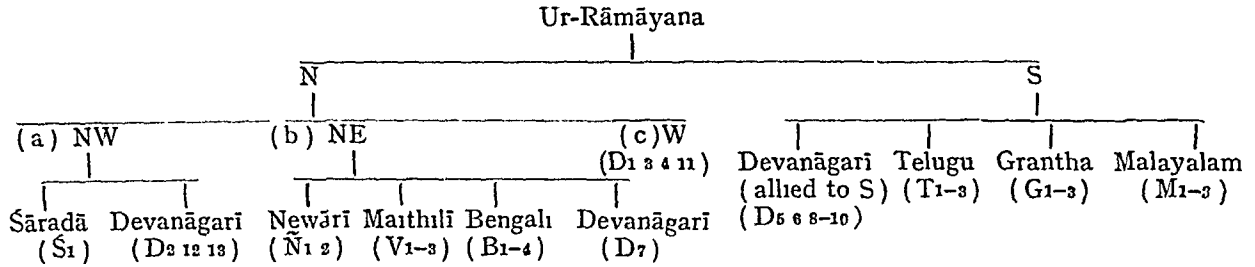 Ur-Rāmāyana
N S
(a) NW (b) NE (c) W
(D1 3 4 11) Devanāgarī Telugu Grantha Malayalam
(allied to S) (T1-3) (G1-3) (M1-3)
Śāradā Devanāgarī Newārī Maithilī Bengali Devanāgarī (D5 6 8-10)
(Ś1) (D2 12 13) (Ñ1 2) (V1-3) (B1-4) (D7)